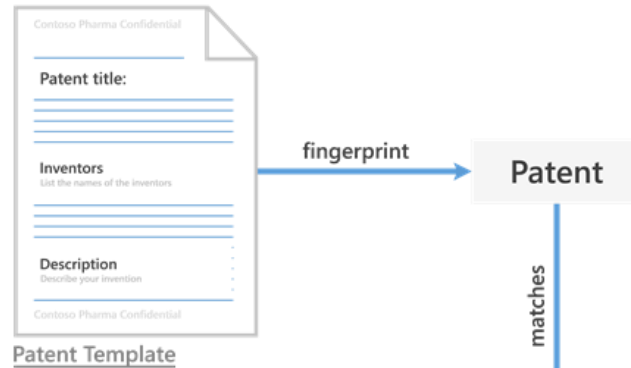 Contoso Pharma Confidential
Patent title:
Inventors
List the names of the inventors
Description
Describe your invention
Contoso Pharma Confidential
Patent Template
fingerprint
Patent
matches